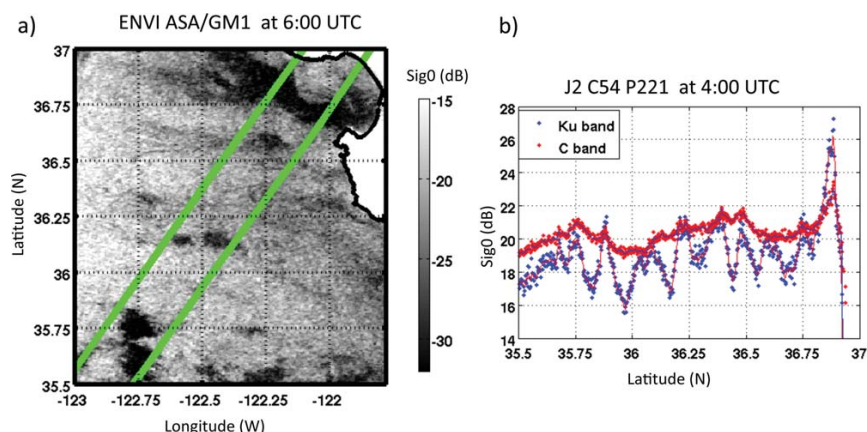 a)
ENVI ASA/GM1 at 6:00 UTC
37
36.75
36.5
36.25
36
35.75
35.5
Latitude (N)
-123 -122.75 -122.5 -122.25 -122
Longitude (W)
Sig0 (dB)
-15
-20
-25
-30
b)
J2 C54 P221 at 4:00 UTC
28
26
24
22
20
18
16
14
Sig0 (dB)
Ku band
C band
35.5 35.75 36 36.25 36.5 36.75 37
Latitude (N)